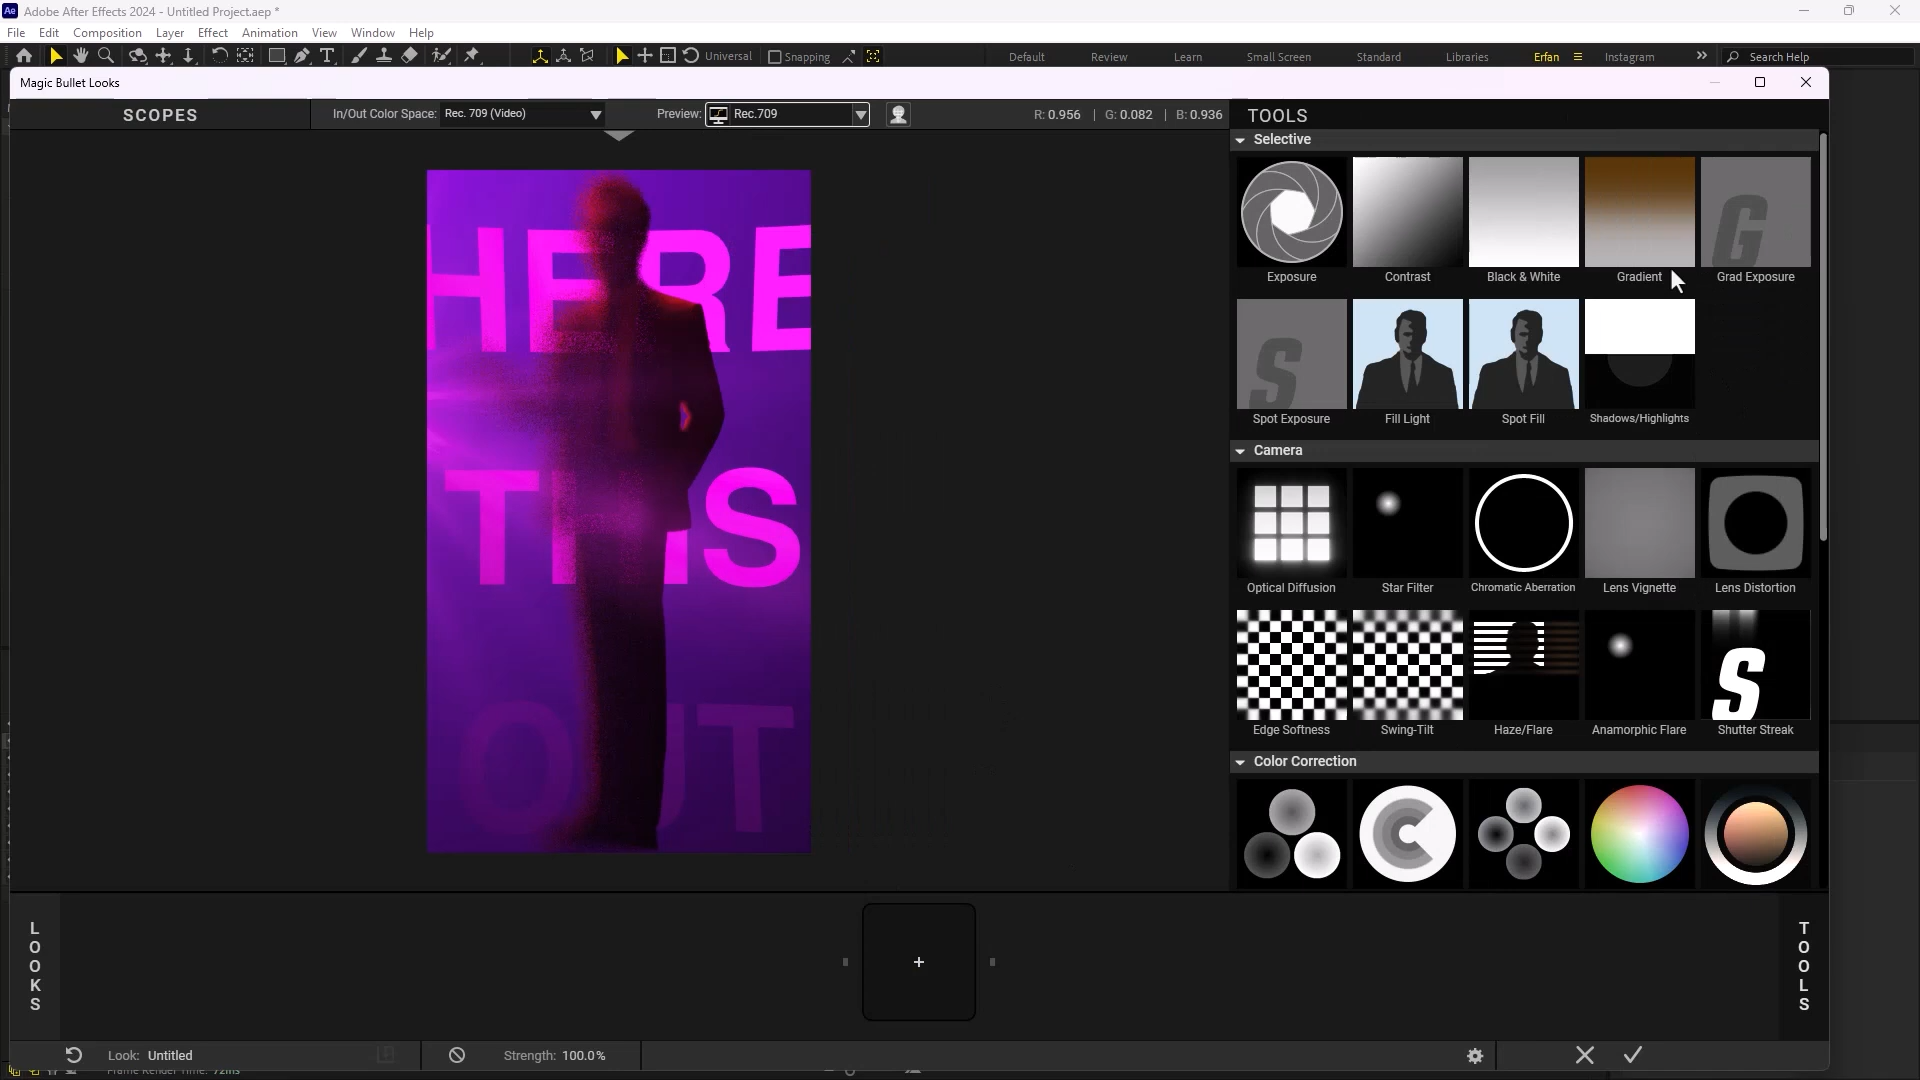 Ae Adobe After Effects 2024 - Untitled Project.aep *
File Edit Composition Layer Effect Animation View Window Help
Universal Snapping Default Review Learn Small Screen Standard Libraries Erfan Instagram Search Help
Magic Bullet Looks
SCOPES In/Out Color Space: Rec. 709 (Video) Preview: Rec.709 R: 0.956 | G: 0.082 | B: 0.936 TOOLS
Selective
Exposure Contrast Black & White Gradient Grad Exposure
Spot Exposure Fill Light Spot Fill Shadows/Highlights
Camera
Optical Diffusion Star Filter Chromatic Aberration Lens Vignette Lens Distortion
Edge Softness Swing-Tilt Haze/Flare Anamorphic Flare Shutter Streak
Color Correction
G
S
S
HERE
THIS
OUT
LOOKS
+
TOOLS
Look: Untitled Strength: 100.0%
Frame Render Time: 72ms